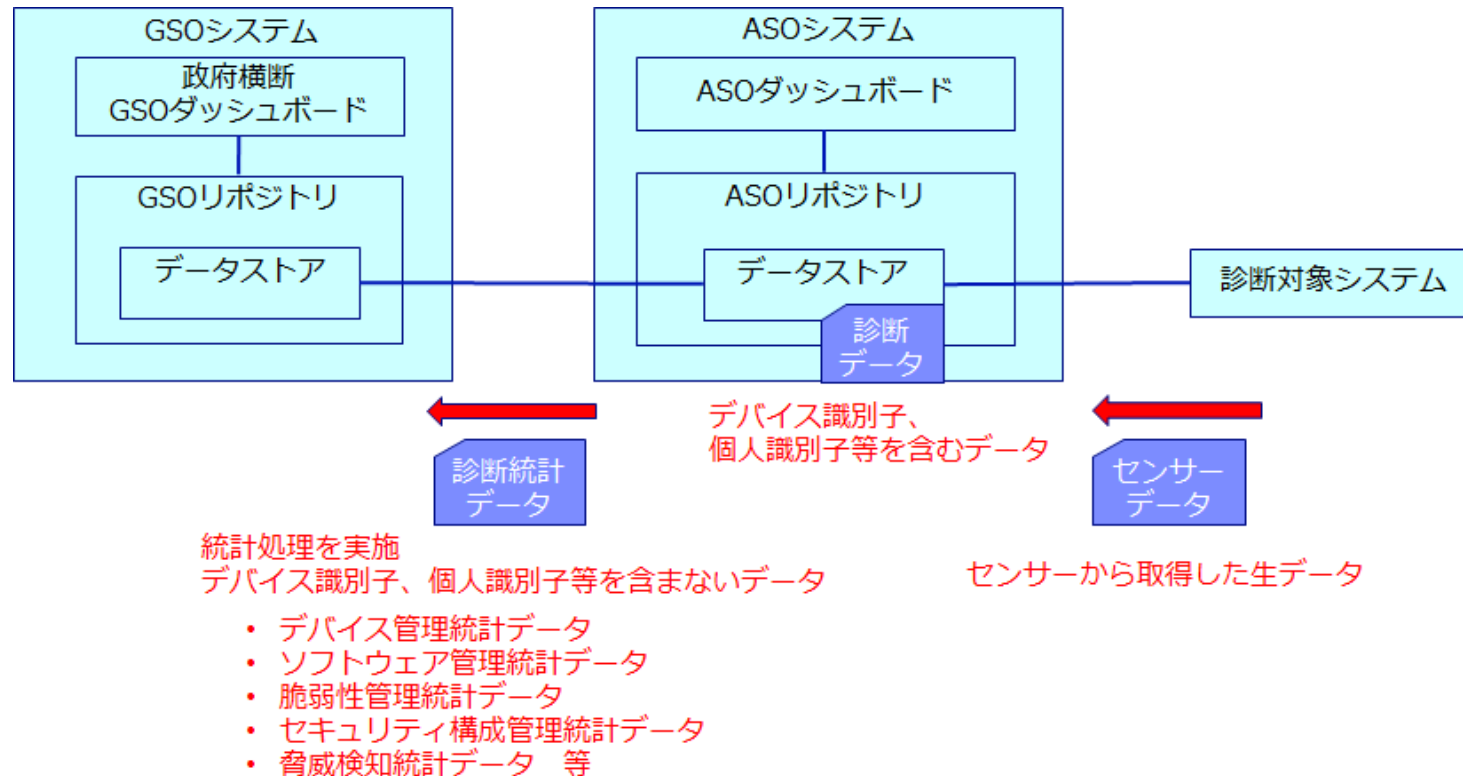 GSOシステム
政府横断
GSOダッシュボード
GSOリポジトリ
データストア
ASOシステム
ASOダッシュボード
ASOリポジトリ
データストア
診断
データ
診断対象システム
デバイス識別子、
個人識別子等を含むデータ
診断統計
データ
センサー
データ
統計処理を実施
デバイス識別子、個人識別子等を含まないデータ
センサーから取得した生データ
• デバイス管理統計データ
• ソフトウェア管理統計データ
• 脆弱性管理統計データ
• セキュリティ構成管理統計データ
• 脅威検知統計データ　等